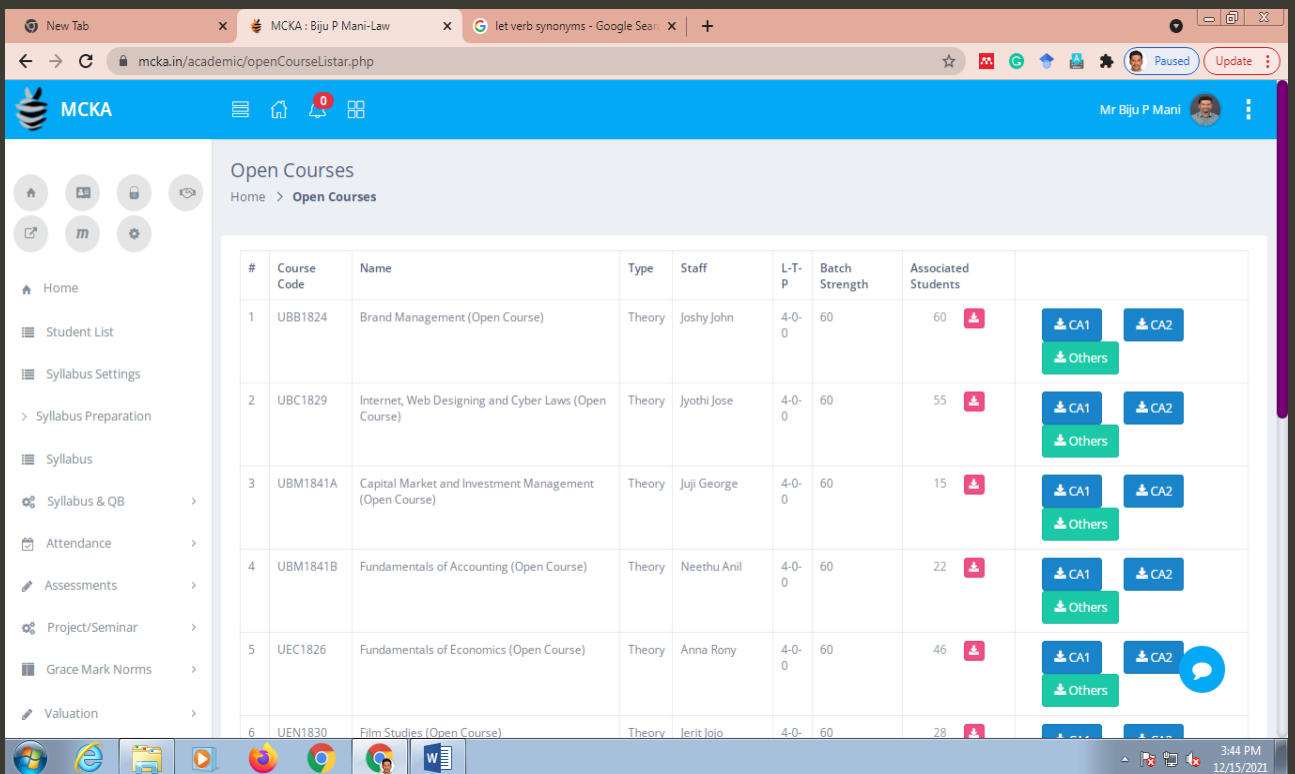 New Tab
MCKA : Biju P Mani-Law
let verb synonyms - Google Sear
mcka.in/academic/openCourseListar.php
Paused
Update
MCKA
0
Mr Biju P Mani
Open Courses
Home > Open Courses
m
Home
Student List
Syllabus Settings
> Syllabus Preparation
Syllabus
Syllabus & QB
Attendance
Assessments
Project/Seminar
Grace Mark Norms
Valuation
# Course Code Name Type Staff L-T-P Batch Strength Associated Students
1 UBB1824 Brand Management (Open Course) Theory Joshy John 4-0-0 60 60 CA1 CA2
Others
2 UBC1829 Internet, Web Designing and Cyber Laws (Open Course) Theory Jyothi Jose 4-0-0 60 55 CA1 CA2
Others
3 UBM1841A Capital Market and Investment Management (Open Course) Theory Juji George 4-0-0 60 15 CA1 CA2
Others
4 UBM1841B Fundamentals of Accounting (Open Course) Theory Neethu Anil 4-0-0 60 22 CA1 CA2
Others
5 UEC1826 Fundamentals of Economics (Open Course) Theory Anna Rony 4-0-0 60 46 CA1 CA2
Others
6 UEN1830 Film Studies (Open Course) Theory Jerit Jojo 4-0- 60 28 CA1 CA2
3:44 PM
12/15/2021